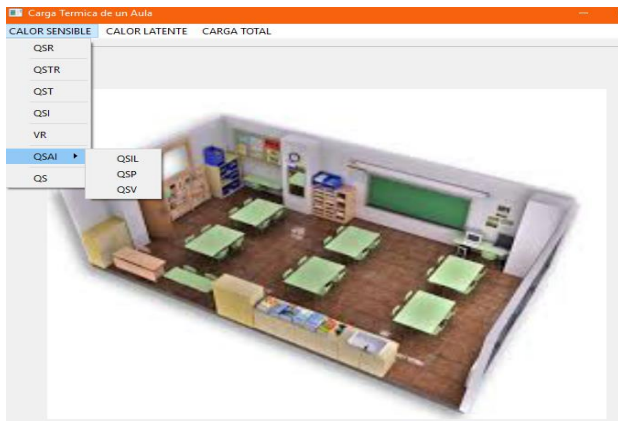 Carga Termica de un Aula
CALOR SENSIBLE CALOR LATENTE CARGA TOTAL
QSR
QSTR
QST
QSI
VR
QSAI
QSIL
QSP
QSV
QS